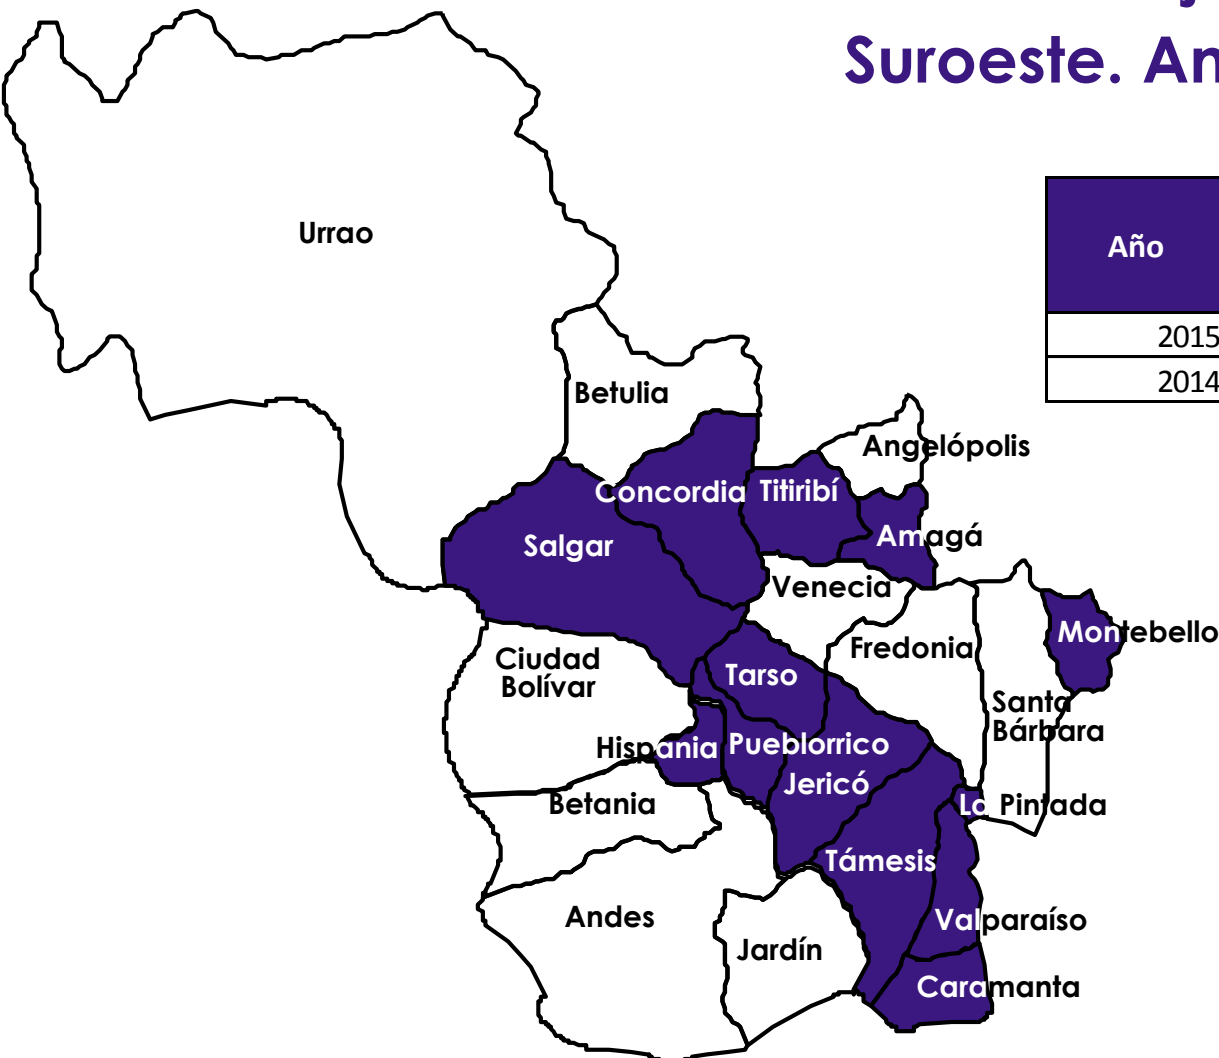 Suroeste. An
Urrao
Año
2015
2014
Betulia
Angelópolis
Concordia
Titiribí
Salgar
Amagá
Venecia
Montebello
Fredonia
Ciudad
Bolívar
Tarso
Santa
Bárbara
Hispania
Pueblorrico
Jericó
Betania
La Pintada
Támesis
Andes
Valparaíso
Jardín
Caramanta